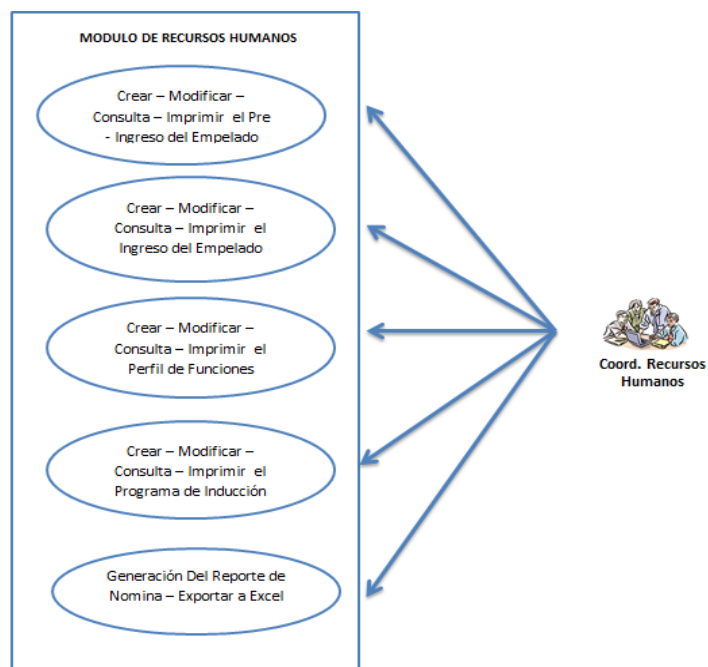 MODULO DE RECURSOS HUMANOS
Crear – Modificar –
Consulta – Imprimir el Pre
- Ingreso del Empelado
Crear – Modificar –
Consulta – Imprimir el
Ingreso del Empelado
Crear – Modificar –
Consulta – Imprimir el
Perfil de Funciones
Crear – Modificar –
Consulta – Imprimir el
Programa de Inducción
Generación Del Reporte de
Nomina – Exportar a Excel
Coord. Recursos
Humanos